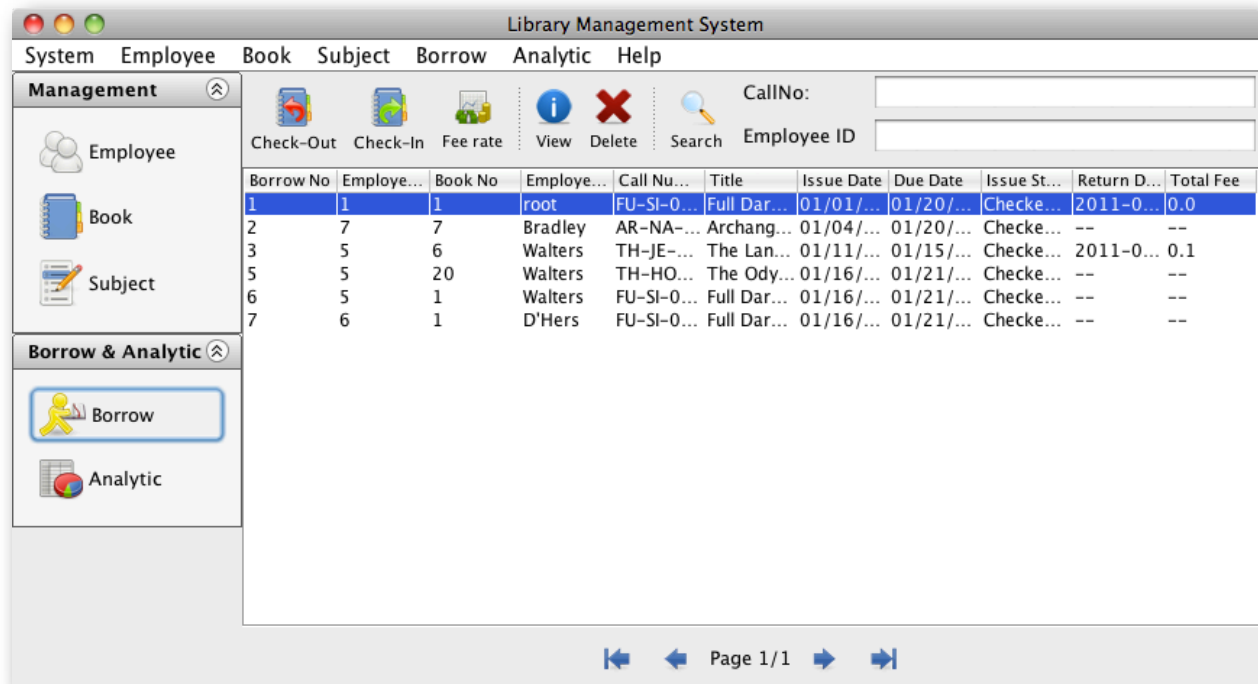 Library Management System
System Employee Book Subject Borrow Analytic Help
Management
Employee
Book
Subject
Borrow & Analytic
Borrow
Analytic
Check-Out Check-In Fee rate View Delete Search
CallNo:
Employee ID
Borrow No Employe... Book No Employe... Call Nu... Title Issue Date Due Date Issue St... Return D... Total Fee
1 1 1 root FU-SI-0... Full Dar... 01/01/... 01/20/... Checke... 2011-0... 0.0
2 7 7 Bradley AR-NA-... Archang... 01/04/... 01/20/... Checke... -- --
3 5 6 Walters TH-JE-... The Lan... 01/11/... 01/15/... Checke... 2011-0... 0.1
5 5 20 Walters TH-HO... The Ody... 01/16/... 01/21/... Checke... -- --
6 5 1 Walters FU-SI-0... Full Dar... 01/16/... 01/21/... Checke... -- --
7 6 1 D'Hers FU-SI-0... Full Dar... 01/16/... 01/21/... Checke... -- --
Page 1/1